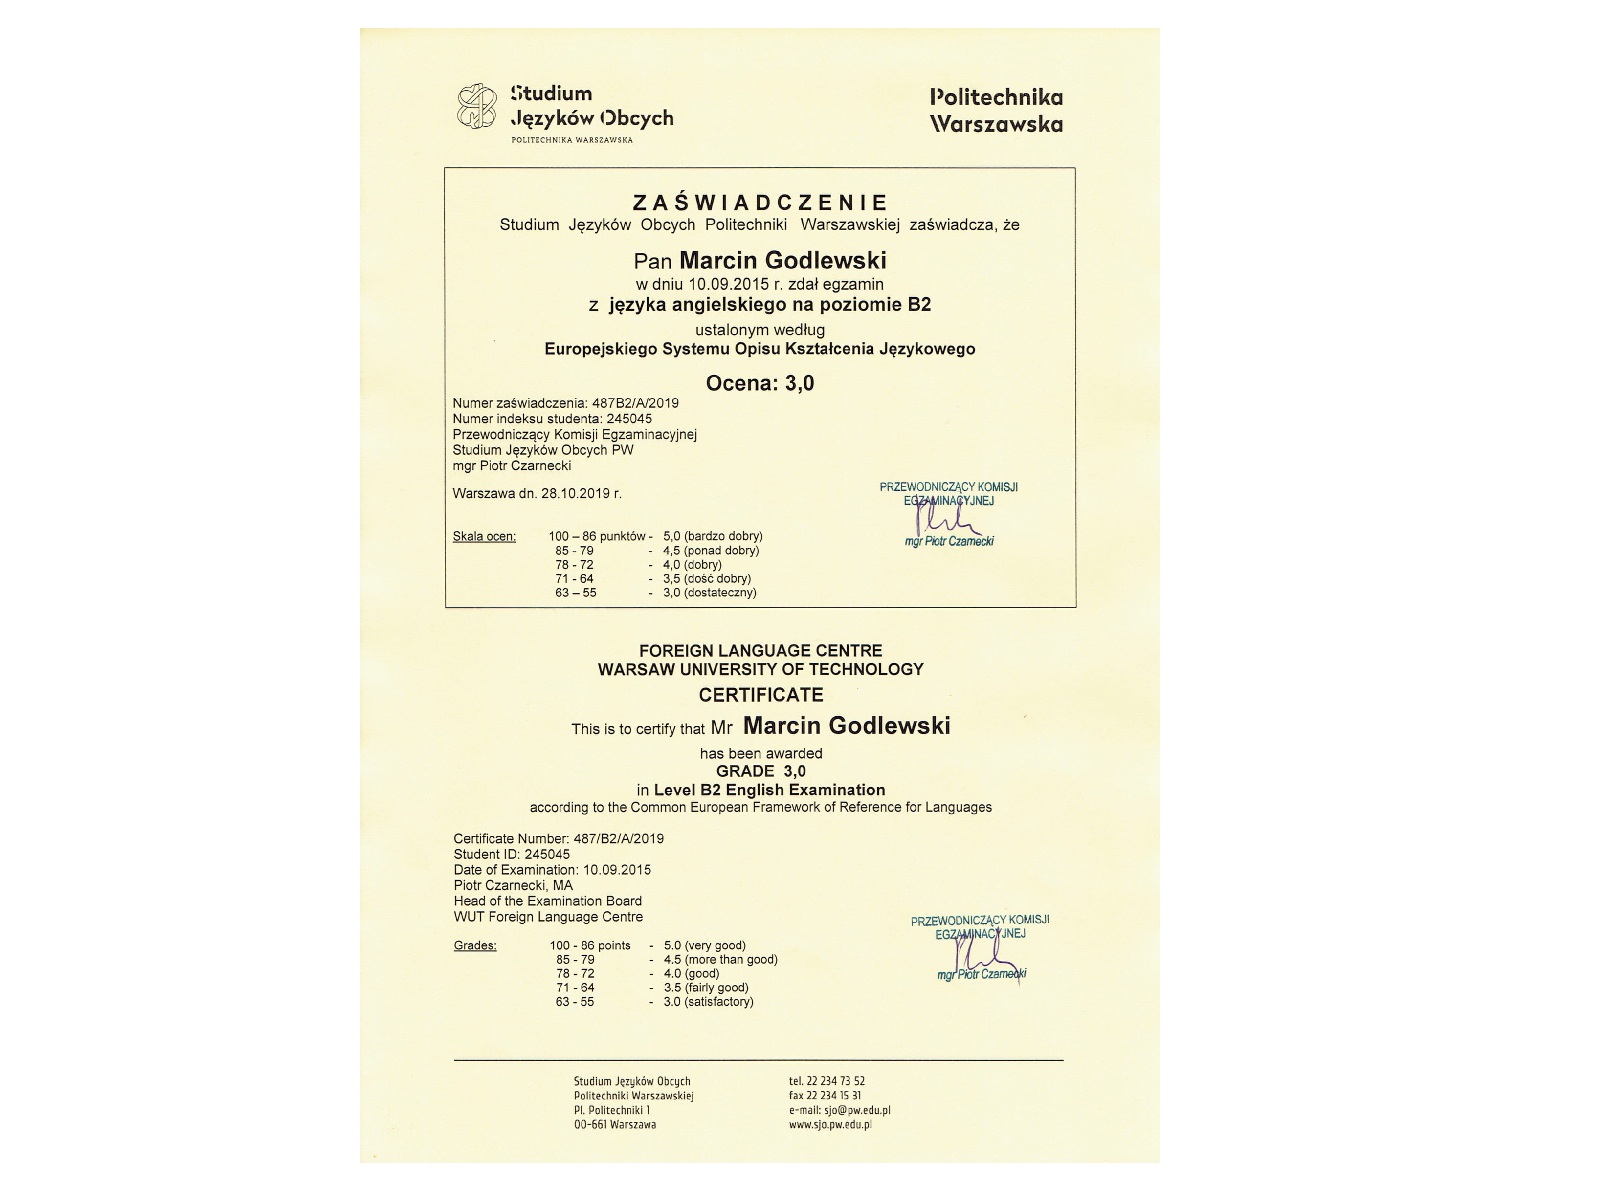 Studium
Języków Obcych
POLITECHNIKA WARSZAWSKA
Politechnika
Warszawska
ZAŚWIADCZENIE
Studium Języków Obcych Politechniki Warszawskiej zaświadcza, że
Pan Marcin Godlewski
w dniu 10.09.2015 r. zdał egzamin
z języka angielskiego na poziomie B2
ustalonym według
Europejskiego Systemu Opisu Kształcenia Językowego
Ocena: 3,0
Numer zaświadczenia: 487B2/A/2019
Numer indeksu studenta: 245045
Przewodniczący Komisji Egzaminacyjnej
Studium Języków Obcych PW
mgr Piotr Czarnecki
Warszawa dn. 28.10.2019 r.
PRZEWODNICZĄCY KOMISJI
EGZAMINACYJNEJ
mgr Piotr Czarnecki
Skala ocen: 100 – 86 punktów - 5,0 (bardzo dobry)
85 - 79 - 4,5 (ponad dobry)
78 - 72 - 4,0 (dobry)
71 - 64 - 3,5 (dość dobry)
63 – 55 - 3,0 (dostateczny)
FOREIGN LANGUAGE CENTRE
WARSAW UNIVERSITY OF TECHNOLOGY
CERTIFICATE
This is to certify that Mr Marcin Godlewski
has been awarded
GRADE 3,0
in Level B2 English Examination
according to the Common European Framework of Reference for Languages
Certificate Number: 487/B2/A/2019
Student ID: 245045
Date of Examination: 10.09.2015
Piotr Czarnecki, MA
Head of the Examination Board
WUT Foreign Language Centre
PRZEWODNICZĄCY KOMISJI
EGZAMINACYJNEJ
mgr Piotr Czarnecki
Grades: 100 - 86 points - 5.0 (very good)
85 - 79 - 4.5 (more than good)
78 - 72 - 4.0 (good)
71 - 64 - 3.5 (fairly good)
63 - 55 - 3.0 (satisfactory)
Studium Języków Obcych
Politechniki Warszawskiej
Pl. Politechniki 1
00-661 Warszawa
tel. 22 234 73 52
fax 22 234 15 31
e-mail: sjo@pw.edu.pl
www.sjo.pw.edu.pl